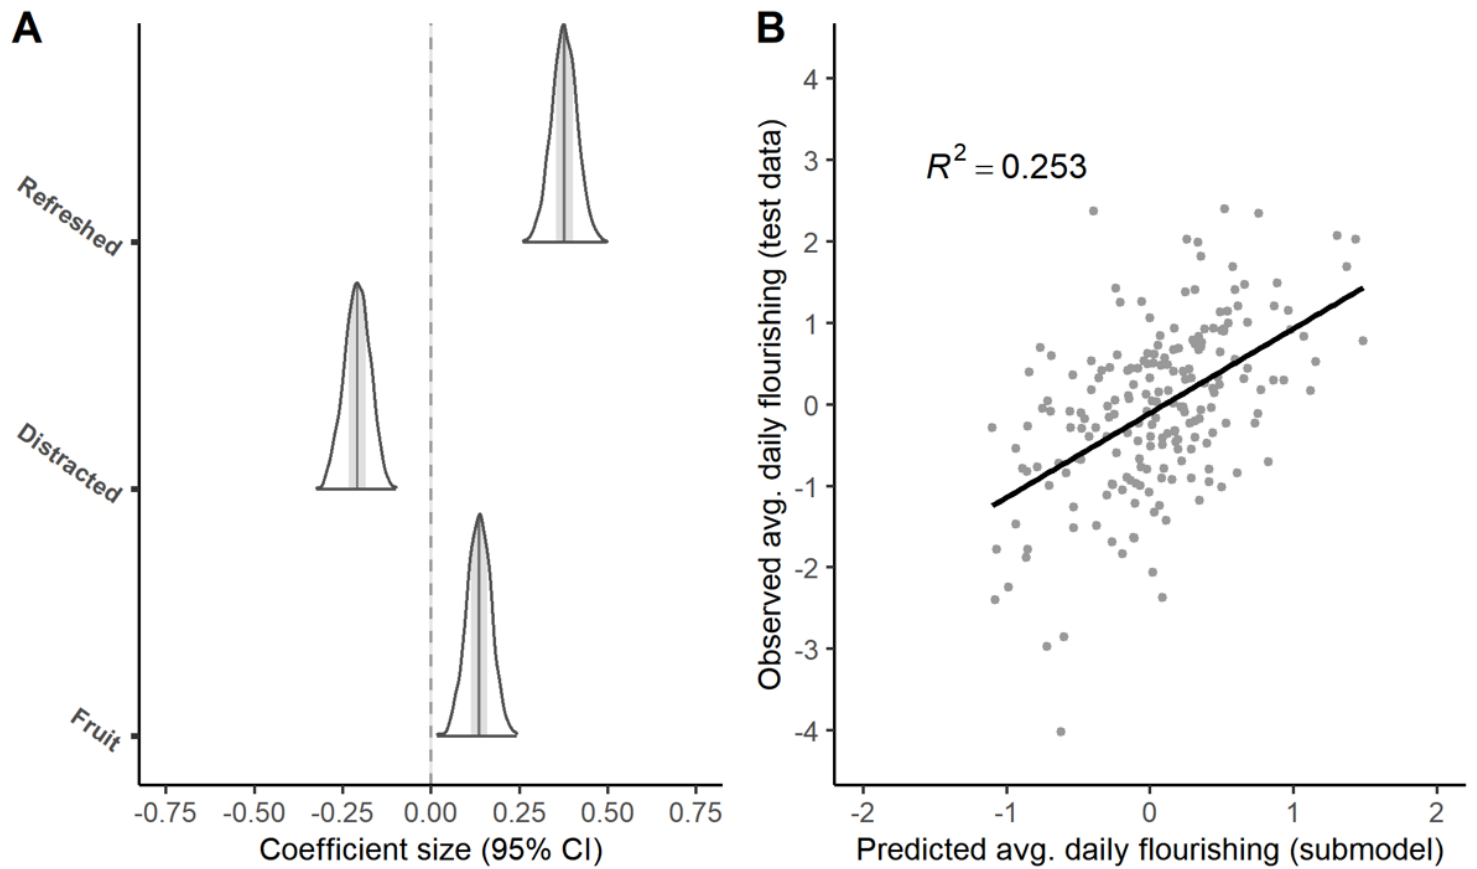 A
Refreshed
Distracted
Fruit
-0.75 -0.50 -0.25 0.00 0.25 0.50 0.75
Coefficient size (95% CI)
B
Observed avg. daily flourishing (test data)
4
3
2
1
0
-1
-2
-3
-4
R² = 0.253
-2 -1 0 1 2
Predicted avg. daily flourishing (submodel)